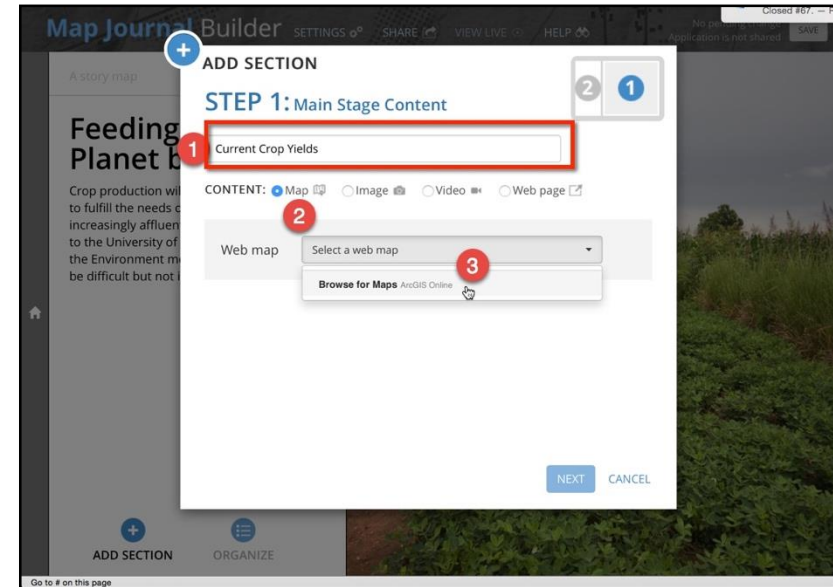 Closed #67. —
Map Journal Builder SETTINGS SHARE VIEW LIVE HELP
Application is not shared SAVE
A story map
ADD SECTION
STEP 1: Main Stage Content
2 1
Feeding
Planet b
1 Current Crop Yields
Crop production wil
to fulfill the needs o
increasingly affluen
to the University of
the Environment m
be difficult but not i
CONTENT: Map Image Video Web page
2
Web map Select a web map
3
Browse for Maps ArcGIS Online
NEXT CANCEL
ADD SECTION ORGANIZE
Go to # on this page